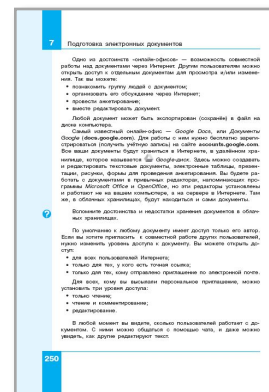 7
Подготовка электронных документов
Одно из достоинств «онлайн-офисов» — возможность совместной
работы над документами через Интернет. Другим пользователям можно
открыть доступ к отдельным документам для просмотра и/или измене-
ния. Так вы можете:
• познакомить группу людей с документом;
• организовать его обсуждение через Интернет;
• провести анкетирование;
• вместе редактировать документ.
Любой документ может быть экспортирован (сохранён) в файл на
диске компьютера.
Самый известный онлайн-офис — Google Docs, или Документы
Google (docs.google.com). Для работы с ним нужно бесплатно зареги-
стрироваться (получить учётную запись) на сайте accounts.google.com.
Все ваши документы будут храниться в Интернете, в удалённом хра-
нилище, которое называется Google-диск. Здесь можно создавать
и редактировать текстовые документы, электронные таблицы, презен-
тации, рисунки, формы для проведения анкетирования. Вы будете ра-
ботать с документами в привычных редакторах, напоминающих про-
граммы Microsoft Office и OpenOffice, но эти редакторы установлены
и работают не на вашем компьютере, а на сервере в Интернете. Там
же, в облачных хранилищах, будут находиться и сами документы.
?
Вспомните достоинства и недостатки хранения документов в облач-
ных хранилищах.
По умолчанию к любому документу имеет доступ только его автор.
Если вы хотите пригласить к совместной работе других пользователей,
нужно изменить уровень доступа к документу. Вы можете открыть до-
ступ:
• для всех пользователей Интернета;
• только для тех, у кого есть точная ссылка;
• только для тех, кому отправлено приглашение по электронной почте.
Для всех, кому вы высылали персональное приглашение, можно
установить три уровня доступа:
• только чтение;
• чтение и комментирование;
• редактирование.
В любой момент вы видите, сколько пользователей работает с до-
кументом. С ними можно общаться с помощью чата, и даже можно
увидеть, как другие редактируют текст.
250